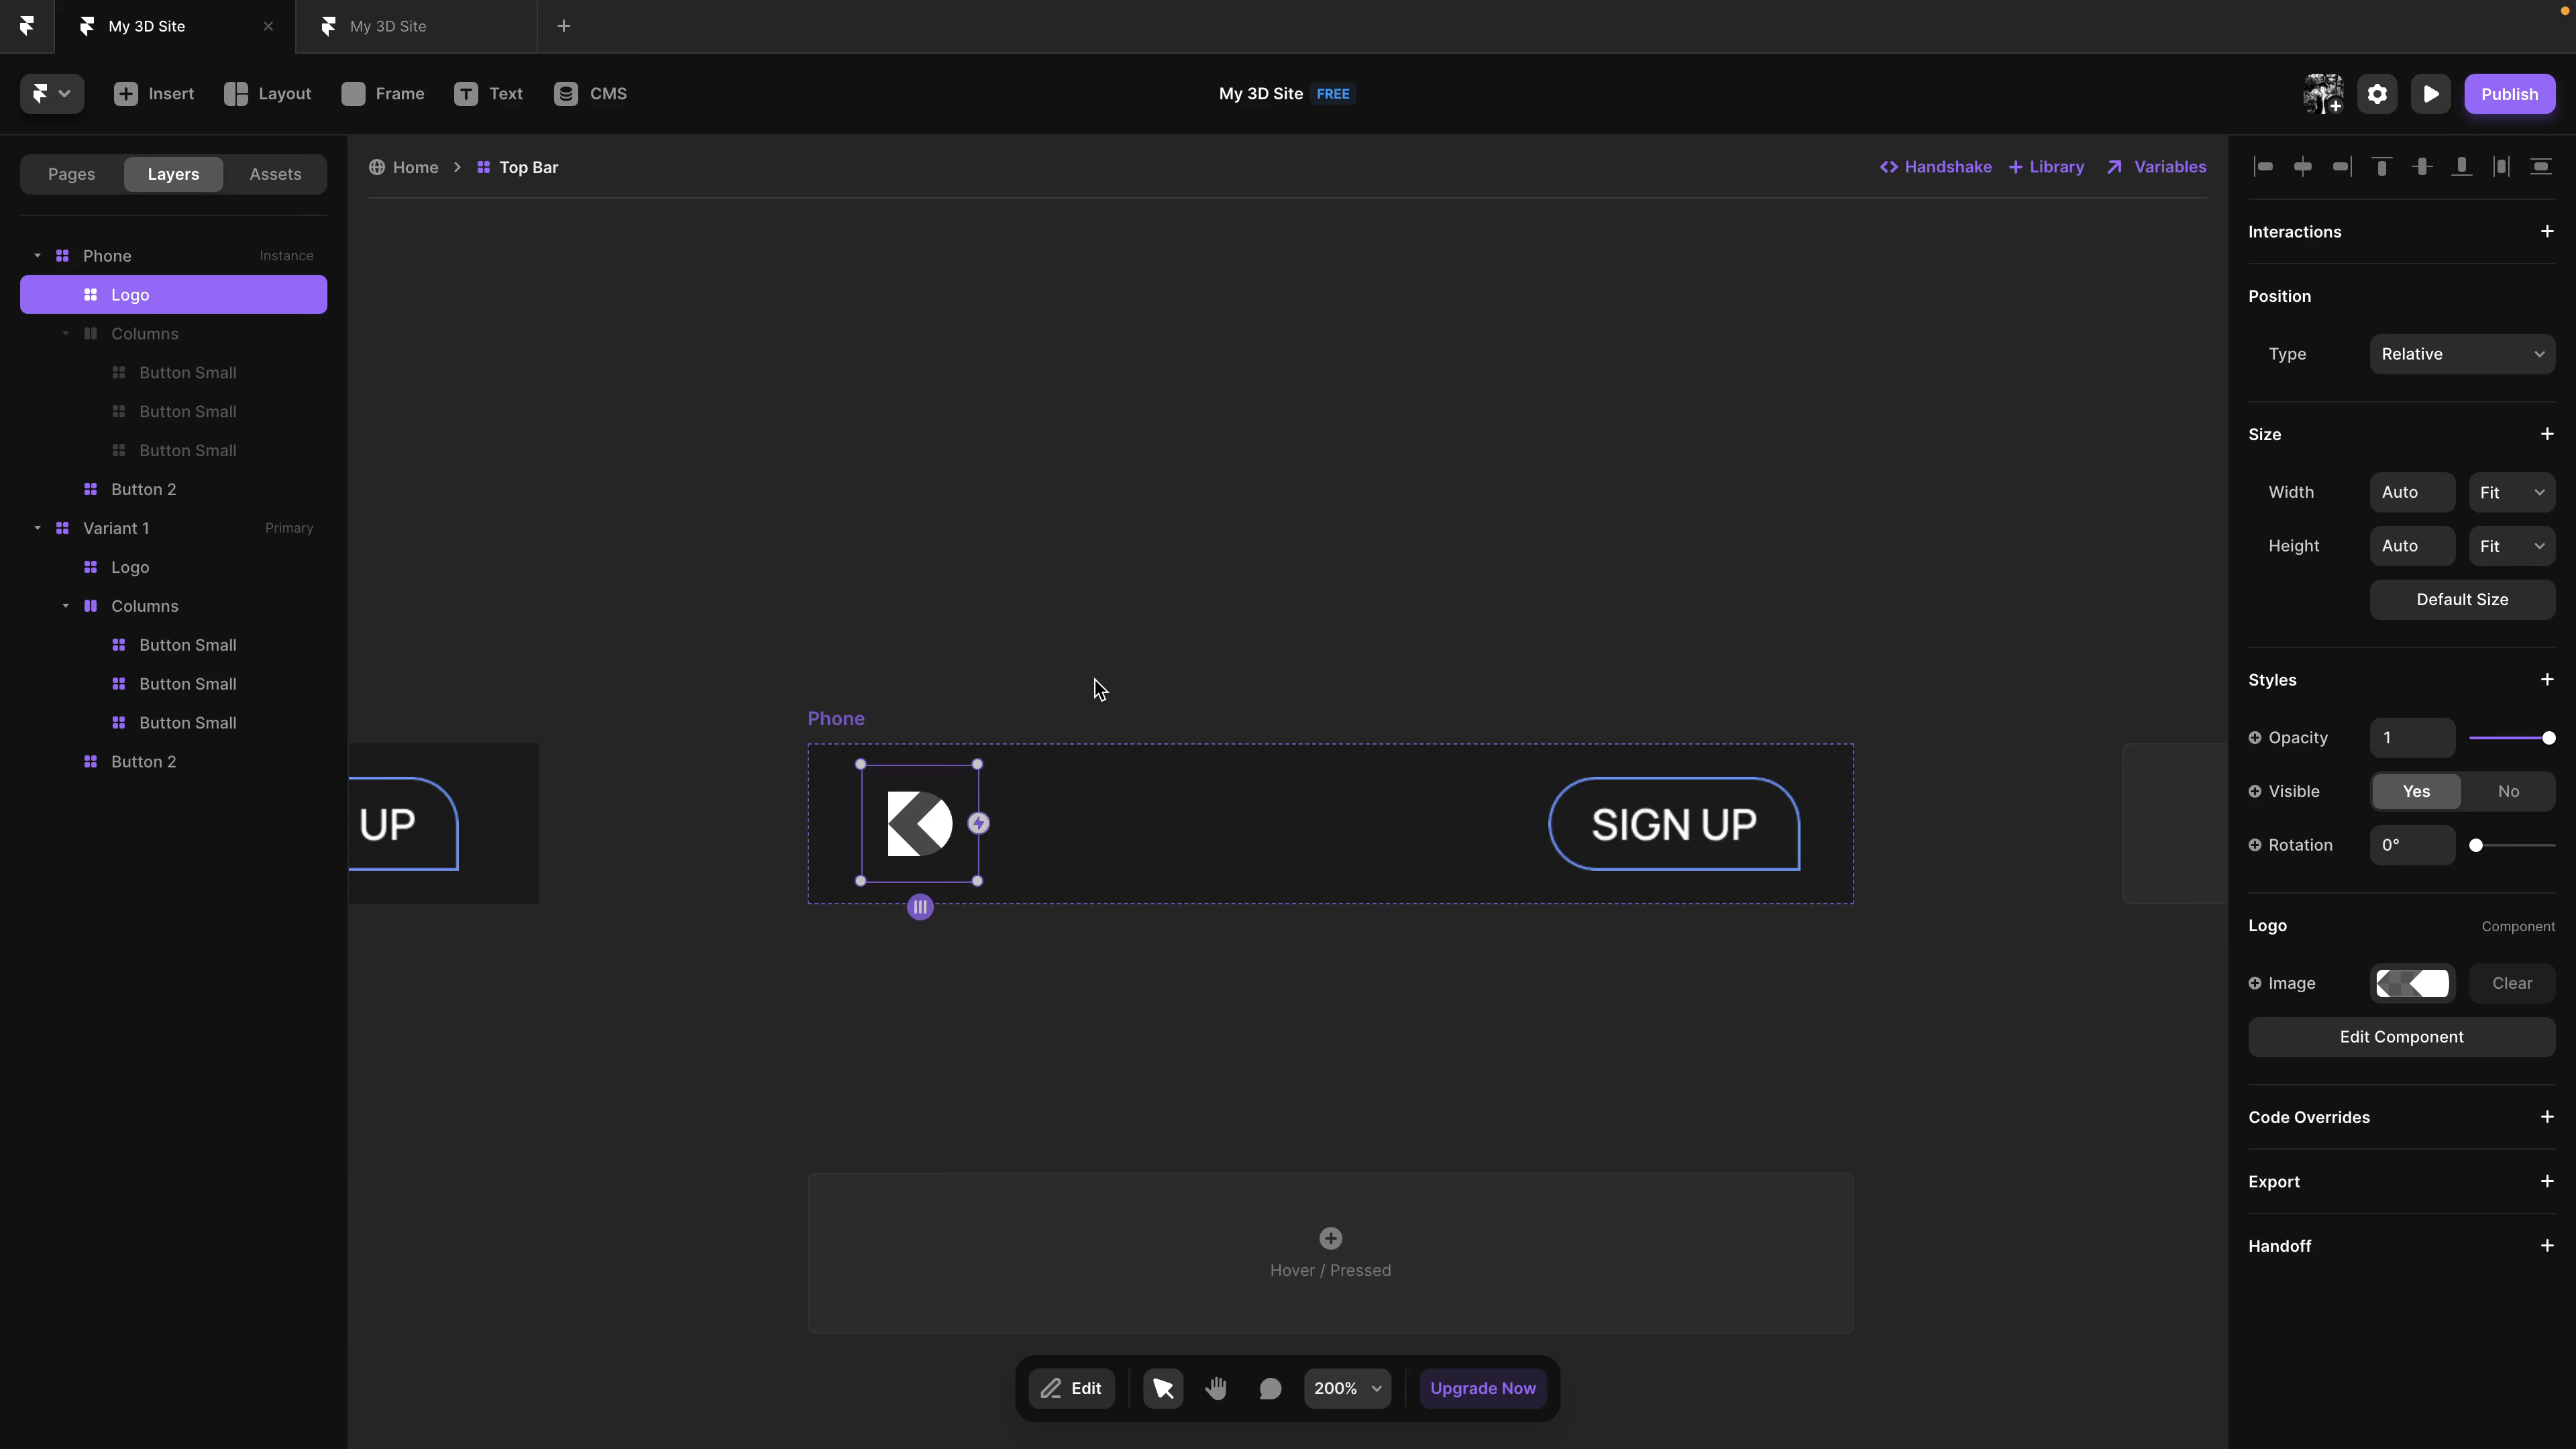 My 3D Site
My 3D Site
Insert
Layout
Frame
Text
CMS
My 3D Site FREE
Publish
Pages
Layers
Assets
Home
Top Bar
Handshake
Library
Variables
Phone Instance
Logo
Columns
Button Small
Button Small
Button Small
Button 2
Variant 1 Primary
Logo
Columns
Button Small
Button Small
Button Small
Button 2
UP
Phone
SIGN UP
Hover / Pressed
Edit
200%
Upgrade Now
Interactions
Position
Type Relative
Size
Width Auto Fit
Height Auto Fit
Default Size
Styles
Opacity 1
Visible Yes No
Rotation 0°
Logo Component
Image Clear
Edit Component
Code Overrides
Export
Handoff